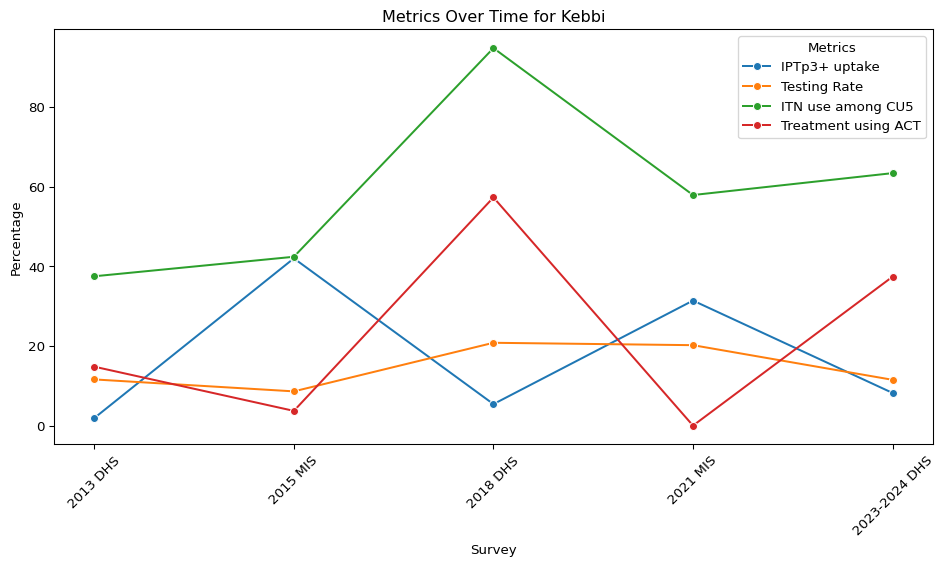 Metrics Over Time for Kebbi
Metrics
IPTp3+ uptake
Testing Rate
ITN use among CU5
Treatment using ACT
Percentage
80
60
40
20
0
2013 DHS
2015 MIS
2018 DHS
2021 MIS
2023-2024 DHS
Survey